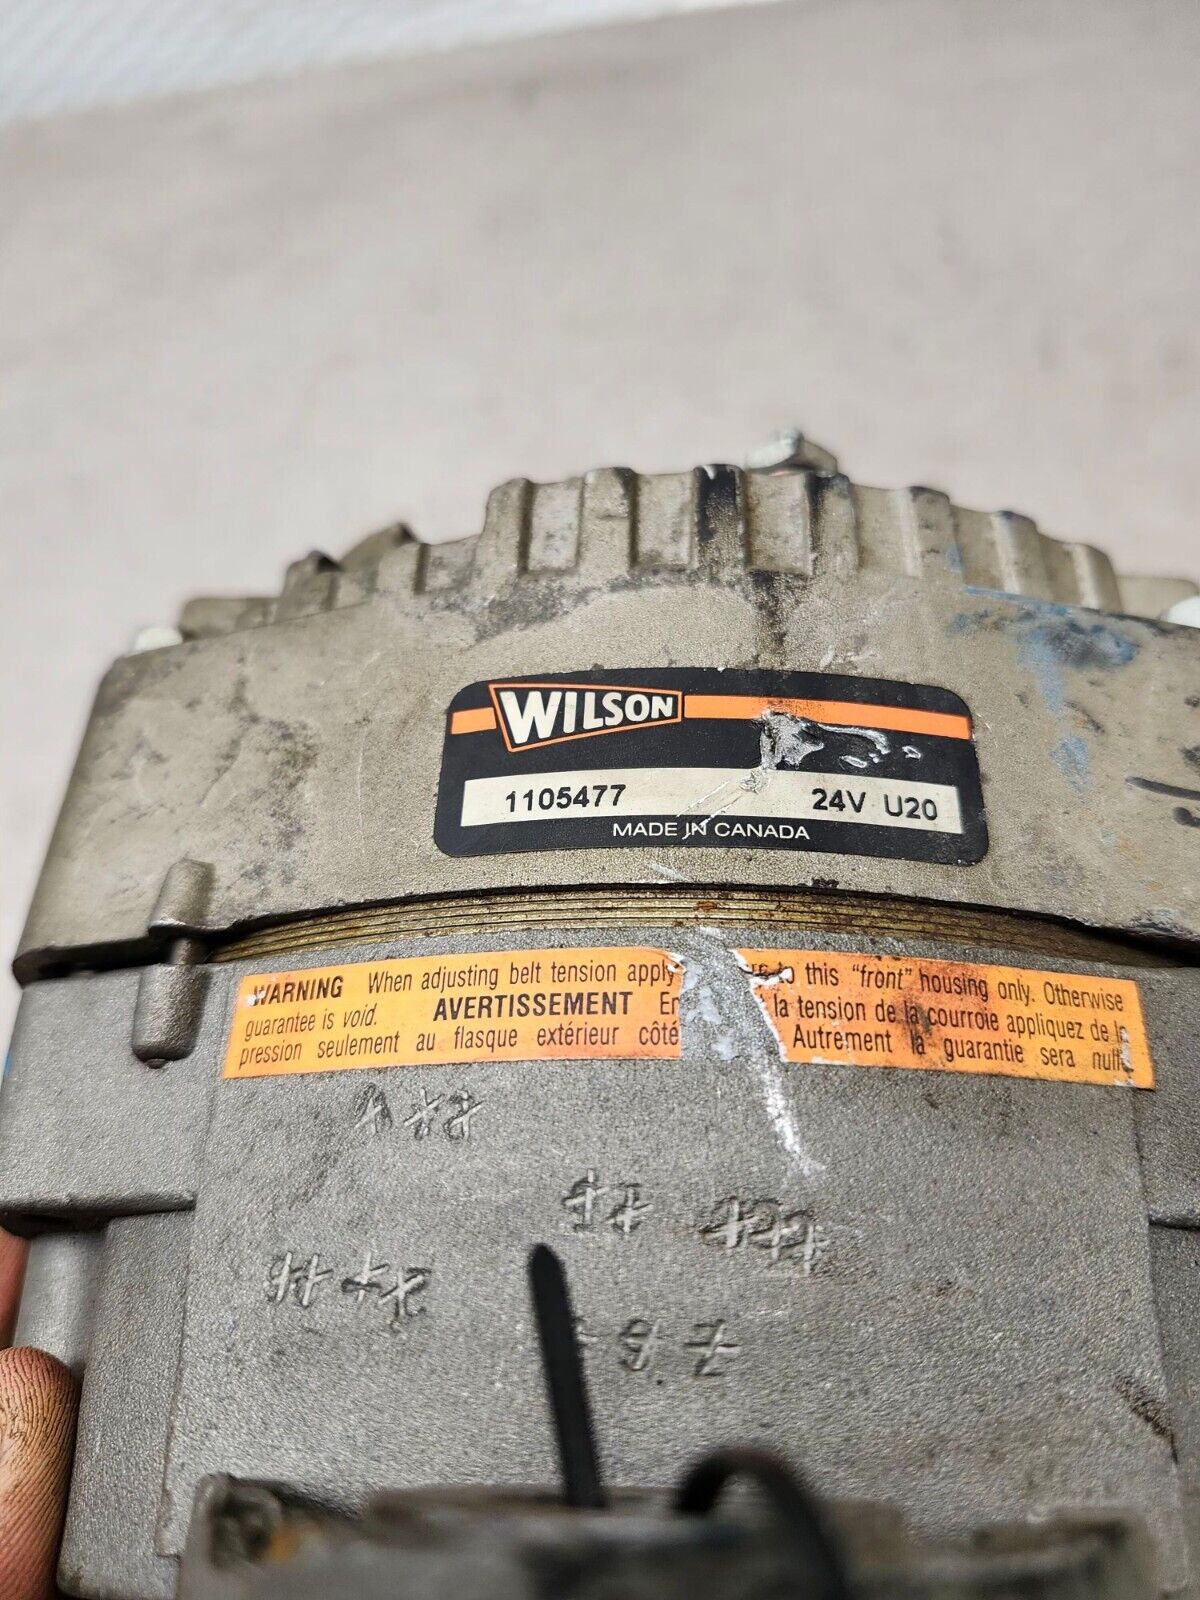 WILSON
1105477 24V U20
MADE IN CANADA
WARNING When adjusting belt tension apply to this "front" housing only. Otherwise
guarantee is void. AVERTISSEMENT la tension de la courroie appliquez de la
pression seulement au flasque extérieur côté Autrement la garantie sera nulle